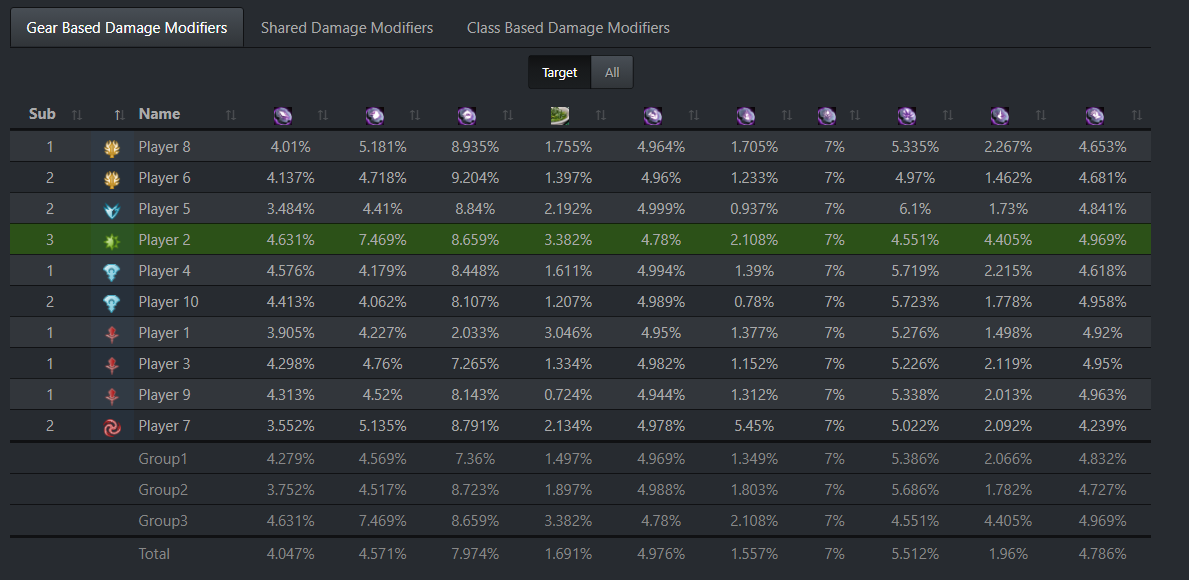 Gear Based Damage Modifiers Shared Damage Modifiers Class Based Damage Modifiers
Target All
Sub Name
1 Player 8 4.01% 5.181% 8.935% 1.755% 4.964% 1.705% 7% 5.335% 2.267% 4.653%
2 Player 6 4.137% 4.718% 9.204% 1.397% 4.96% 1.233% 7% 4.97% 1.462% 4.681%
2 Player 5 3.484% 4.41% 8.84% 2.192% 4.999% 0.937% 7% 6.1% 1.73% 4.841%
3 Player 2 4.631% 7.469% 8.659% 3.382% 4.78% 2.108% 7% 4.551% 4.405% 4.969%
1 Player 4 4.576% 4.179% 8.448% 1.611% 4.994% 1.39% 7% 5.719% 2.215% 4.618%
2 Player 10 4.413% 4.062% 8.107% 1.207% 4.989% 0.78% 7% 5.723% 1.778% 4.958%
1 Player 1 3.905% 4.227% 2.033% 3.046% 4.95% 1.377% 7% 5.276% 1.498% 4.92%
1 Player 3 4.298% 4.76% 7.265% 1.334% 4.982% 1.152% 7% 5.226% 2.119% 4.95%
1 Player 9 4.313% 4.52% 8.143% 0.724% 4.944% 1.312% 7% 5.338% 2.013% 4.963%
2 Player 7 3.552% 5.135% 8.791% 2.134% 4.978% 5.45% 7% 5.022% 2.092% 4.239%
Group1 4.279% 4.569% 7.36% 1.497% 4.969% 1.349% 7% 5.386% 2.066% 4.832%
Group2 3.752% 4.517% 8.723% 1.897% 4.988% 1.803% 7% 5.686% 1.782% 4.727%
Group3 4.631% 7.469% 8.659% 3.382% 4.78% 2.108% 7% 4.551% 4.405% 4.969%
Total 4.047% 4.571% 7.974% 1.691% 4.976% 1.557% 7% 5.512% 1.96% 4.786%